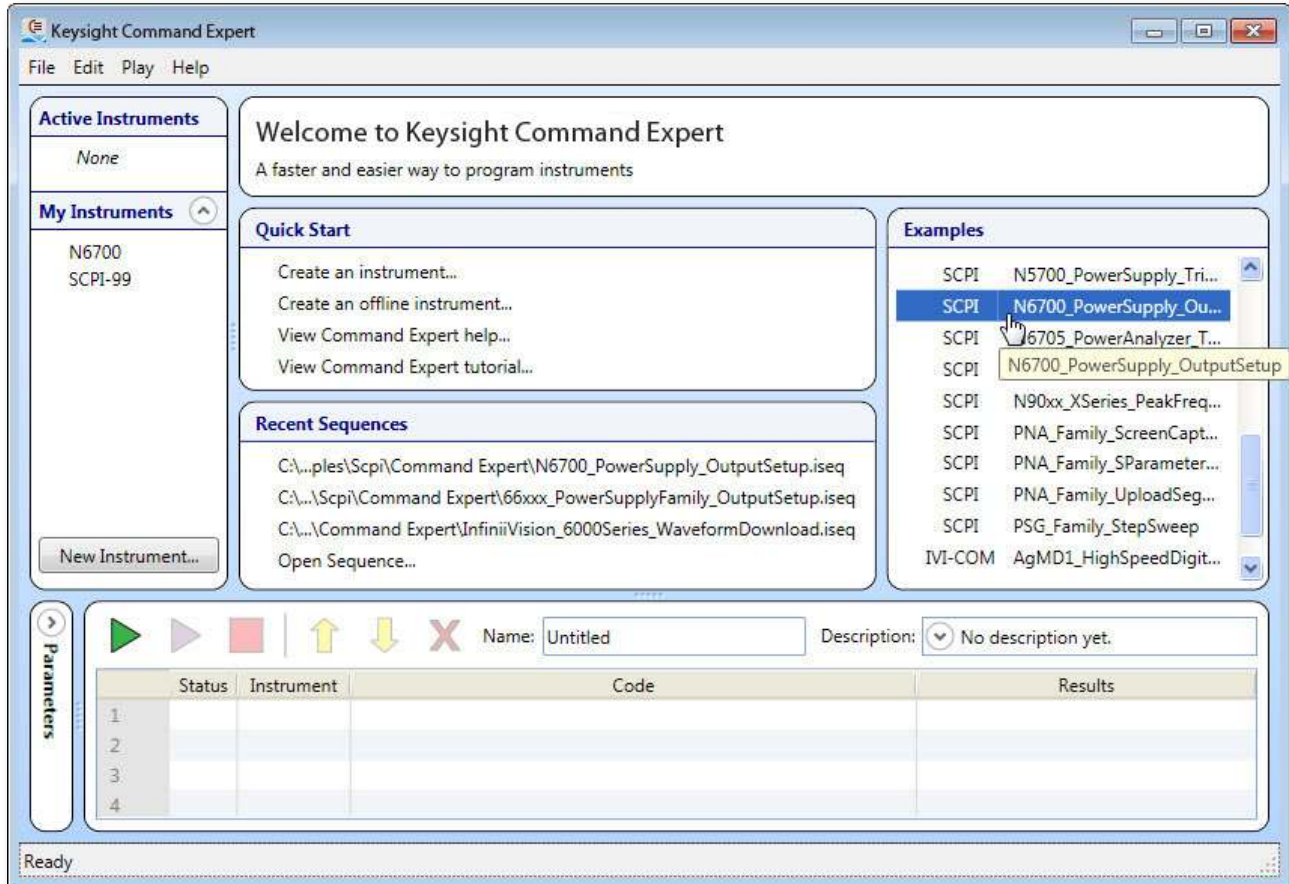 Keysight Command Expert
File Edit Play Help
Active Instruments
None
My Instruments
N6700
SCPI-99
New Instrument...
Welcome to Keysight Command Expert
A faster and easier way to program instruments
Quick Start
Create an instrument...
Create an offline instrument...
View Command Expert help...
View Command Expert tutorial...
Recent Sequences
C:\...ples\Scpi\Command Expert\N6700_PowerSupply_OutputSetup.iseq
C:\...\Scpi\Command Expert\66xxx_PowerSupplyFamily_OutputSetup.iseq
C:\...\Command Expert\InfiniiVision_6000Series_WaveformDownload.iseq
Open Sequence...
Examples
SCPI N5700_PowerSupply_Tri...
SCPI N6700_PowerSupply_Ou...
SCPI 6705_PowerAnalyzer_T...
SCPI
N6700_PowerSupply_OutputSetup
SCPI N90xx_XSeries_PeakFreq...
SCPI PNA_Family_ScreenCapt...
SCPI PNA_Family_SParameter...
SCPI PNA_Family_UploadSeg...
SCPI PSG_Family_StepSweep
IVI-COM AgMD1_HighSpeedDigit...
Parameters
Name: Untitled Description: No description yet.
Status Instrument Code Results
1
2
3
4
Ready